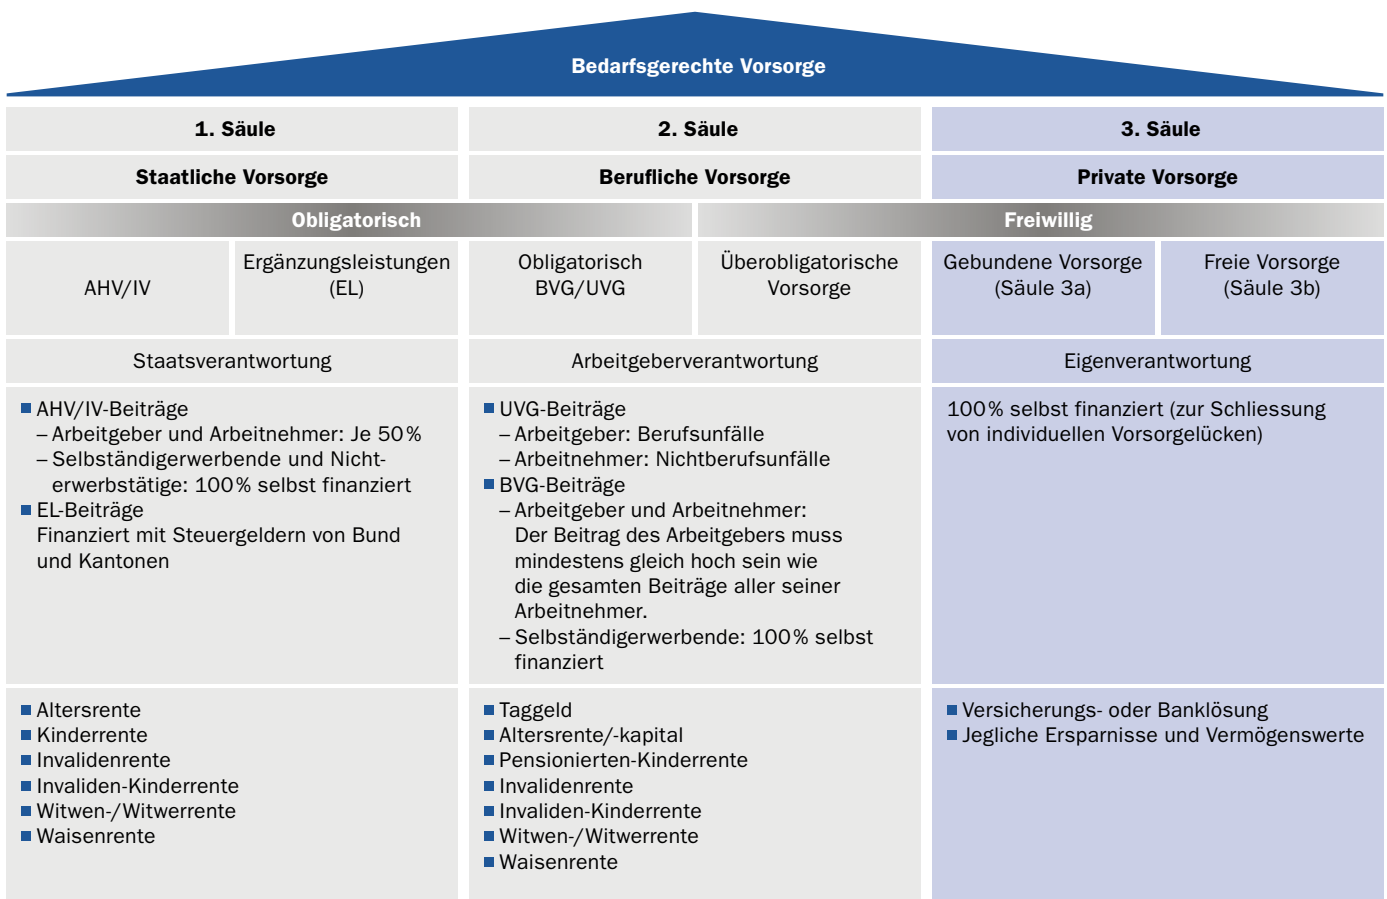 Bedarfsgerechte Vorsorge
1. Säule
2. Säule
3. Säule
Staatliche Vorsorge
Berufliche Vorsorge
Private Vorsorge
Obligatorisch
Freiwillig
AHV/IV
Ergänzungsleistungen
(EL)
Obligatorisch
BVG/UVG
Überobligatorische
Vorsorge
Gebundene Vorsorge
(Säule 3a)
Freie Vorsorge
(Säule 3b)
Staatsverantwortung
Arbeitgeberverantwortung
Eigenverantwortung
■ AHV/IV-Beiträge
– Arbeitgeber und Arbeitnehmer: Je 50%
– Selbständigerwerbende und Nicht-
erwerbstätige: 100% selbst finanziert
■ EL-Beiträge
Finanziert mit Steuergeldern von Bund
und Kantonen
■ UVG-Beiträge
– Arbeitgeber: Berufsunfälle
– Arbeitnehmer: Nichtberufsunfälle
■ BVG-Beiträge
– Arbeitgeber und Arbeitnehmer:
Der Beitrag des Arbeitgebers muss
mindestens gleich hoch sein wie
die gesamten Beiträge aller seiner
Arbeitnehmer.
– Selbständigerwerbende: 100% selbst
finanziert
100% selbst finanziert (zur Schliessung
von individuellen Vorsorgelücken)
■ Altersrente
■ Kinderrente
■ Invalidenrente
■ Invaliden-Kinderrente
■ Witwen-/Witwerrente
■ Waisenrente
■ Taggeld
■ Altersrente/-kapital
■ Pensionierten-Kinderrente
■ Invalidenrente
■ Invaliden-Kinderrente
■ Witwen-/Witwerrente
■ Waisenrente
■ Versicherungs- oder Banklösung
■ Jegliche Ersparnisse und Vermögenswerte